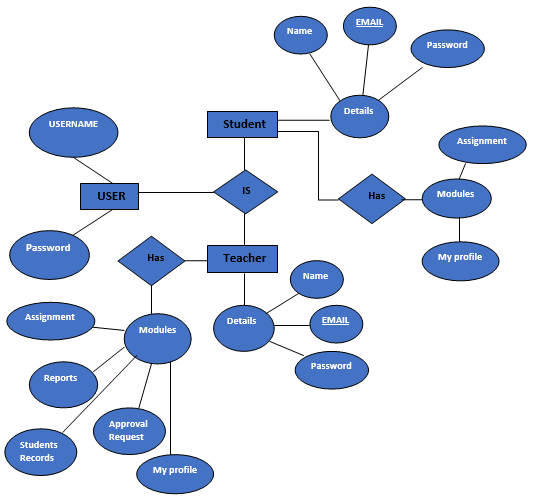 Name
EMAIL
Password
Details
Student
USERNAME
Assignment
USER
IS
Has
Modules
Password
My profile
Has
Teacher
Name
Assignment
Modules
Details
EMAIL
Password
Reports
Approval
Request
Students
Records
My profile